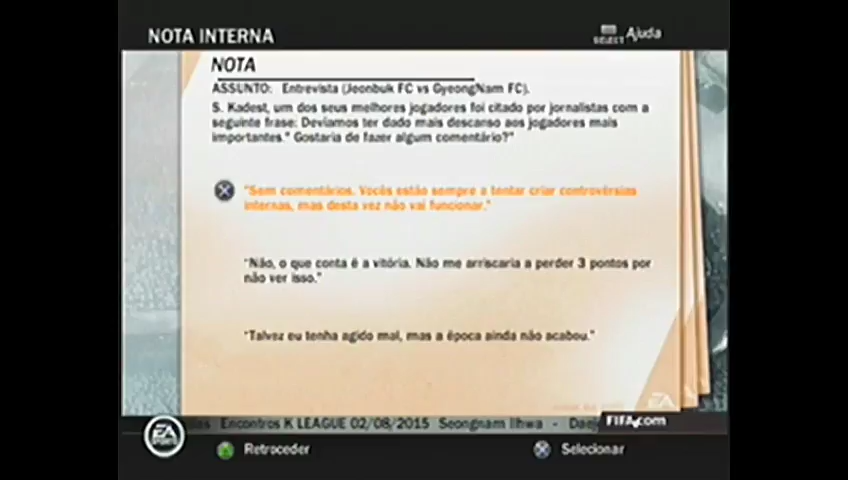 NOTA INTERNA
SELECT Ajuda
NOTA
ASSUNTO: Entrevista (Jeonbuk FC vs GyeongNam FC).
S. Kadest, um dos seus melhores jogadores foi citado por jornalistas com a
seguinte frase: Devíamos ter dado mais descanso aos jogadores mais
importantes." Gostaria de fazer algum comentário?"
"Sem comentários. Vocês estão sempre a tentar criar controvérsias
internas, mas desta vez não vai funcionar."
"Não, o que conta é a vitória. Não me arriscaria a perder 3 pontos por
não ver isso."
"Talvez eu tenha agido mal, mas a época ainda não acabou."
EA
Encontros K LEAGUE 02/08/2015 Seongnam Ilhwa - Daej
FIFA.com
EA SPORTS
Retroceder
Selecionar